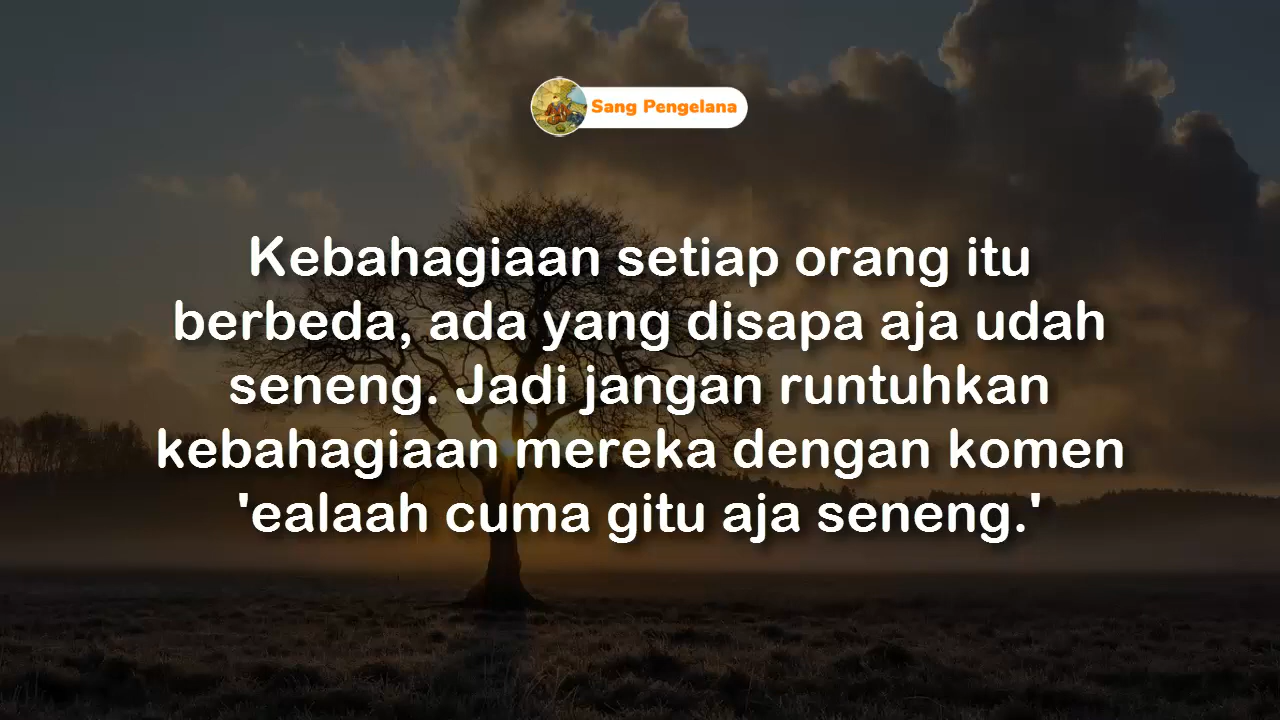 Sang Pengelana
Kebahagiaan setiap orang itu
berbeda, ada yang disapa aja udah
seneng. Jadi jangan runtuhkan
kebahagiaan mereka dengan komen
'ealaah cuma gitu aja seneng.'